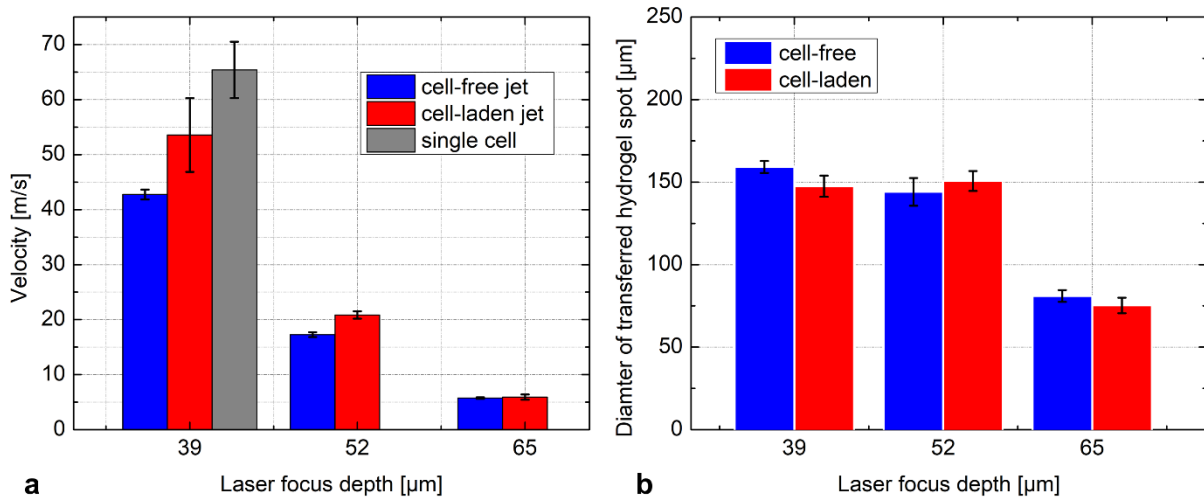 70
60
50
40
30
20
10
0
Velocity [m/s]
cell-free jet
cell-laden jet
single cell
39 52 65
Laser focus depth [µm]
a
250
200
150
100
50
0
Diamter of transferred hydrogel spot [µm]
cell-free
cell-laden
39 52 65
Laser focus depth [µm]
b